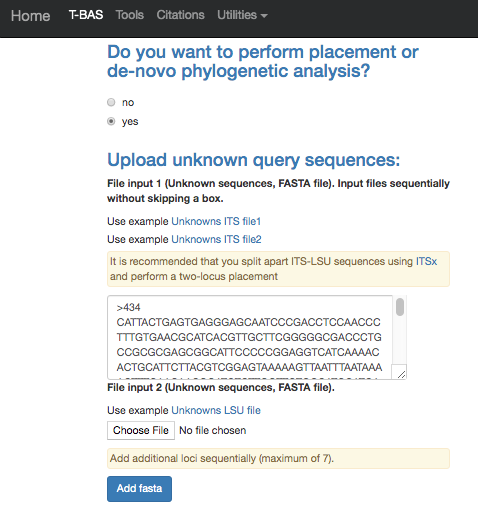 Home T-BAS Tools Citations Utilities
Do you want to perform placement or
de-novo phylogenetic analysis?
no
yes
Upload unknown query sequences:
File input 1 (Unknown sequences, FASTA file). Input files sequentially
without skipping a box.
Use example Unknowns ITS file1
Use example Unknowns ITS file2
It is recommended that you split apart ITS-LSU sequences using ITSx
and perform a two-locus placement
>434
CATTACTGAGTGAGGGAGCAATCCCGACCTCCAACCC
TTTGTGAACGCATCACGTTGCTTCGGGGGCGACCCTG
CCGCGCGAGCGGCATTCCCCCGGAGGTCATCAAAAC
ACTGCATTCTTACGTCGGAGTAAAAAGTTAATTTAATAAA
File input 2 (Unknown sequences, FASTA file).
Use example Unknowns LSU file
Choose File No file chosen
Add additional loci sequentially (maximum of 7).
Add fasta